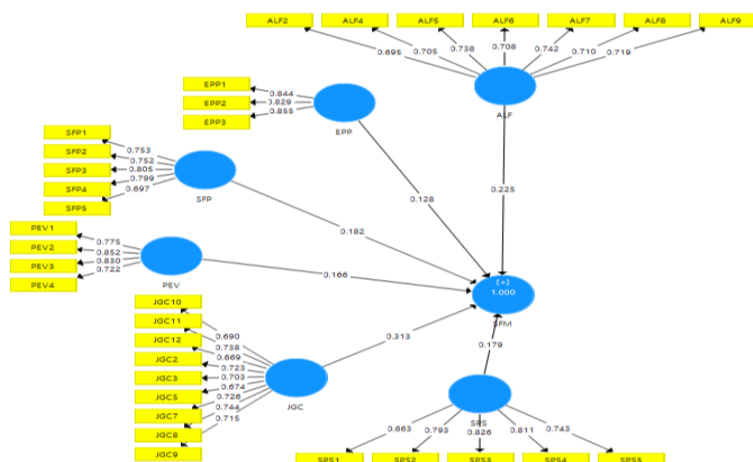 ALF2 ALF4 ALF5 ALF6 ALF7 ALF8 ALF9
0.695 0.705 0.738 0.708 0.742 0.710 0.719
ALF
EPP1 0.844
EPP2 0.829
EPP3 0.855
EPP
SFP1 0.753
SFP2 0.752
SFP3 0.805
SFP4 0.799
SFP5 0.697
SFP
0.128
0.225
0.182
PEV1 0.775
PEV2 0.852
PEV3 0.830
PEV4 0.722
PEV
0.166
[+]
1.000
SFM
JGC10 0.690
JGC11 0.738
JGC12 0.669
JGC2 0.723
JGC3 0.703
JGC5 0.674
JGC7 0.726
JGC8 0.744
JGC9 0.715
JGC
0.313
0.179
SPS
0.663 0.793 0.826 0.811 0.743
SPS1 SPS2 SPS3 SPS4 SPS5